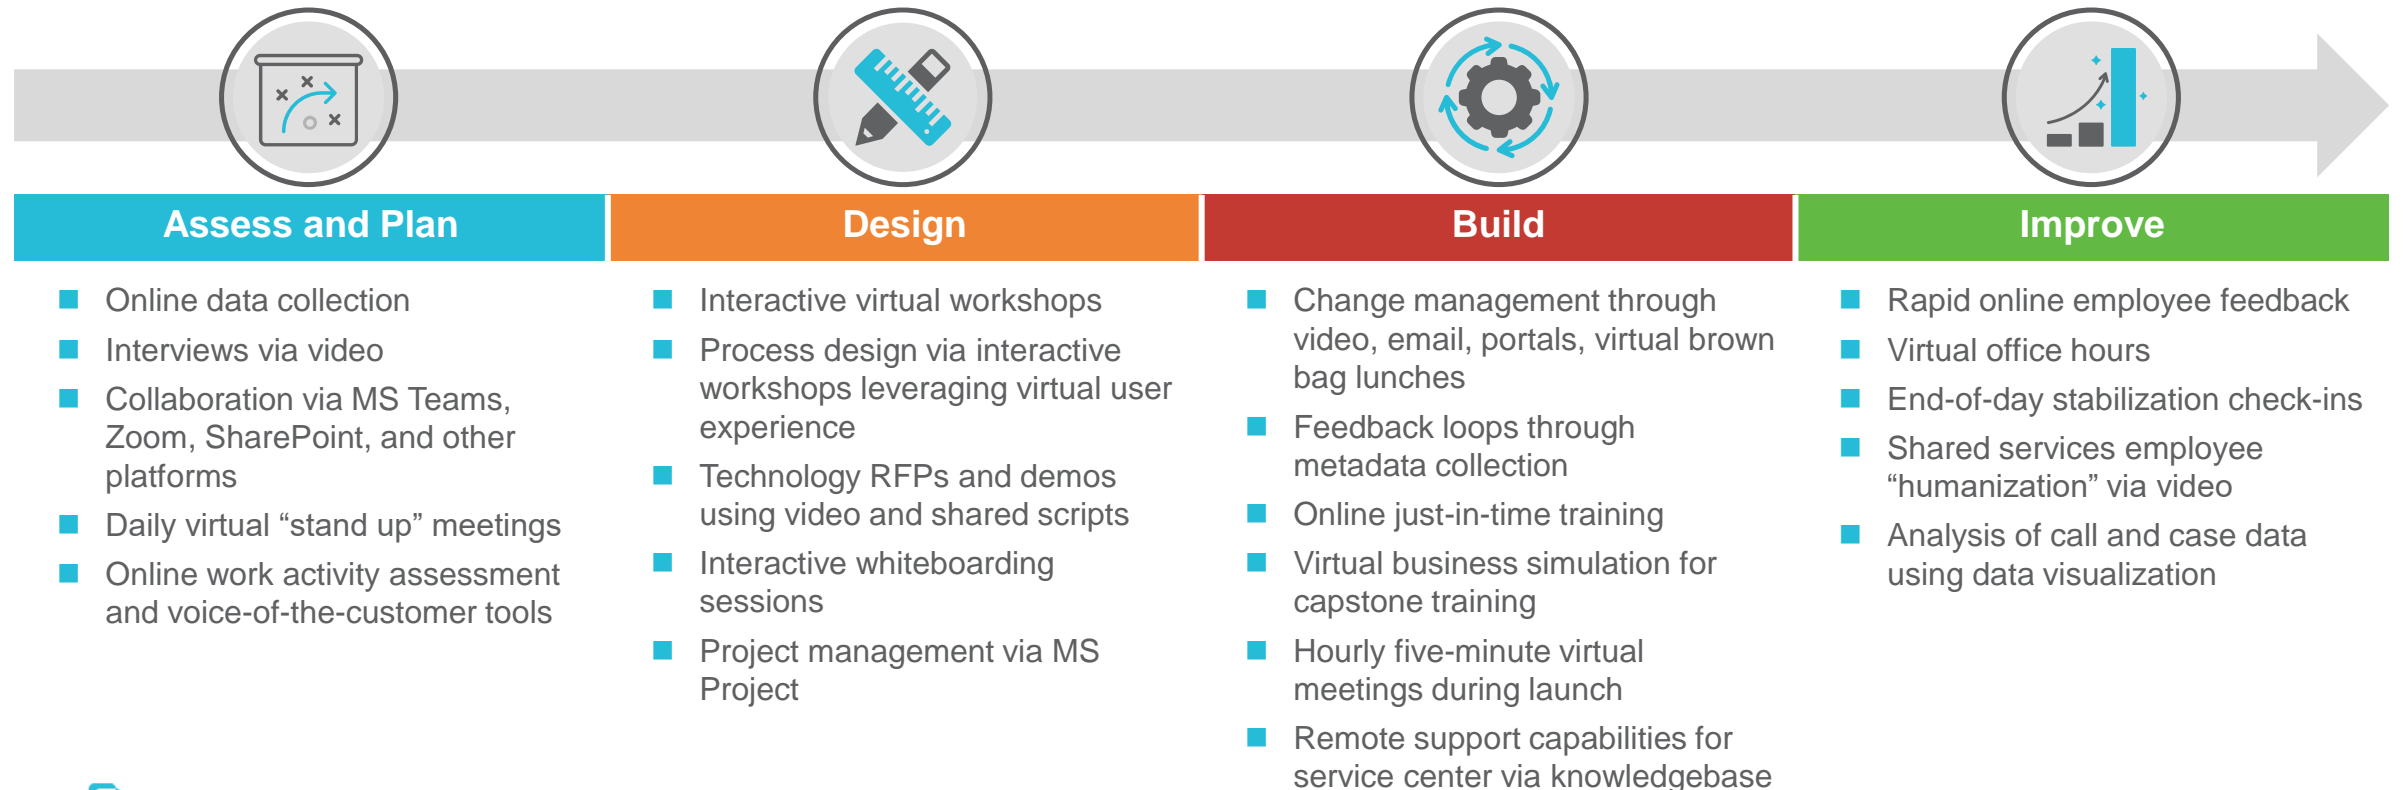 Assess and Plan
Online data collection
Interviews via video
Collaboration via MS Teams,
Zoom, SharePoint, and other
platforms
Daily virtual “stand up” meetings
Online work activity assessment
and voice-of-the-customer tools
Design
Interactive virtual workshops
Process design via interactive
workshops leveraging virtual user
experience
Technology RFPs and demos
using video and shared scripts
Interactive whiteboarding
sessions
Project management via MS
Project
Build
Change management through
video, email, portals, virtual brown
bag lunches
Feedback loops through
metadata collection
Online just-in-time training
Virtual business simulation for
capstone training
Hourly five-minute virtual
meetings during launch
Remote support capabilities for
service center via knowledgebase
Improve
Rapid online employee feedback
Virtual office hours
End-of-day stabilization check-ins
Shared services employee
“humanization” via video
Analysis of call and case data
using data visualization